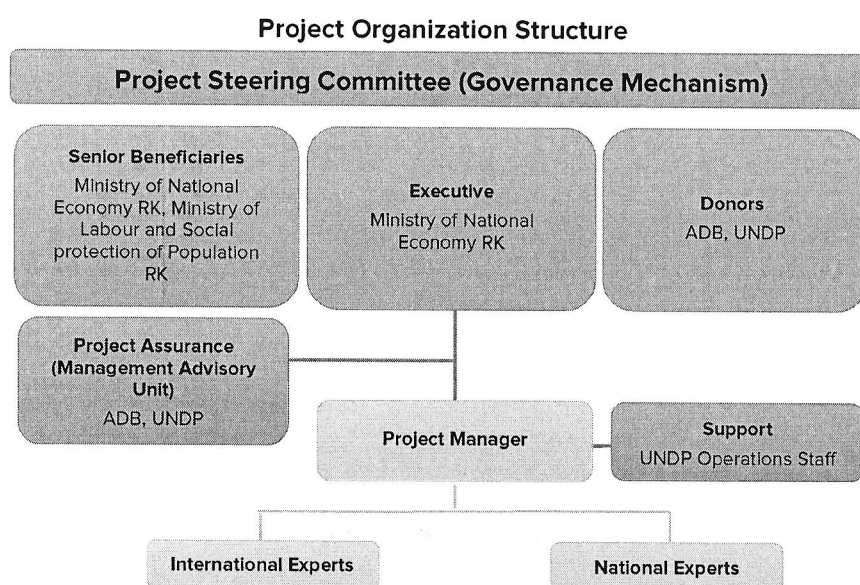 Project Organization Structure
Project Steering Committee (Governance Mechanism)
Senior Beneficiaries
Ministry of National
Economy RK, Ministry of
Labour and Social
protection of Population
RK
Executive
Ministry of National
Economy RK
Donors
ADB, UNDP
Project Assurance
(Management Advisory
Unit)
ADB, UNDP
Project Manager
Support
UNDP Operations Staff
International Experts
National Experts